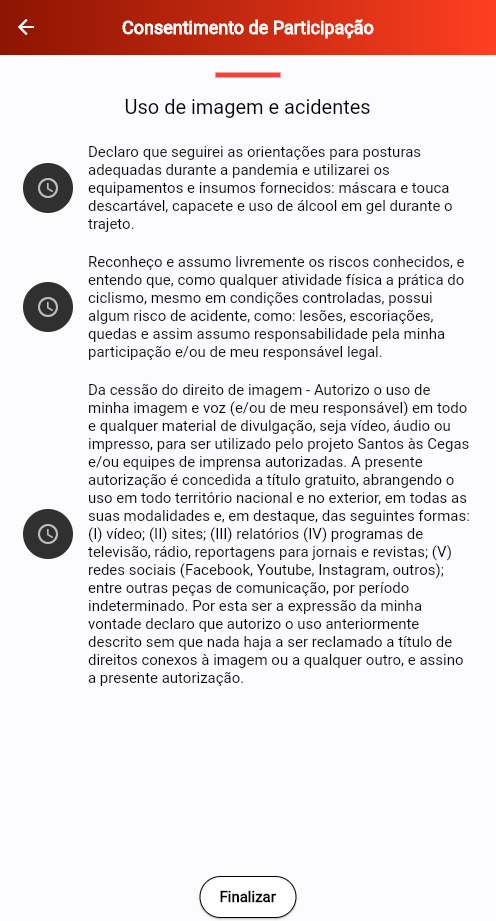 Consentimento de Participação
Uso de imagem e acidentes
Declaro que seguirei as orientações para posturas
adequadas durante a pandemia e utilizarei os
equipamentos e insumos fornecidos: máscara e touca
descartável, capacete e uso de álcool em gel durante o
trajeto.
Reconheço e assumo livremente os riscos conhecidos, e
entendo que, como qualquer atividade física a prática do
ciclismo, mesmo em condições controladas, possui
algum risco de acidente, como: lesões, escoriações,
quedas e assim assumo responsabilidade pela minha
participação e/ou de meu responsável legal.
Da cessão do direito de imagem - Autorizo o uso de
minha imagem e voz (e/ou de meu responsável) em todo
e qualquer material de divulgação, seja vídeo, áudio ou
impresso, para ser utilizado pelo projeto Santos às Cegas
e/ou equipes de imprensa autorizadas. A presente
autorização é concedida a título gratuito, abrangendo o
uso em todo território nacional e no exterior, em todas as
suas modalidades e, em destaque, das seguintes formas:
(I) vídeo; (II) sites; (III) relatórios (IV) programas de
televisão, rádio, reportagens para jornais e revistas; (V)
redes sociais (Facebook, Youtube, Instagram, outros);
entre outras peças de comunicação, por período
indeterminado. Por esta ser a expressão da minha
vontade declaro que autorizo o uso anteriormente
descrito sem que nada haja a ser reclamado a título de
direitos conexos à imagem ou a qualquer outro, e assino
a presente autorização.
Finalizar